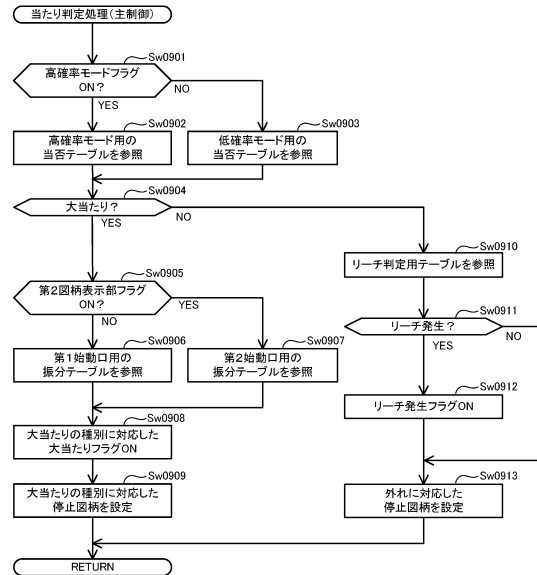 当たり判定処理(主制御)
Sw0901
高確率モードフラグ
ON?
NO
YES
Sw0902
高確率モード用の
当否テーブルを参照
Sw0903
低確率モード用の
当否テーブルを参照
Sw0904
大当たり?
NO
YES
Sw0910
リーチ判定用テーブルを参照
Sw0905
第2図柄表示部フラグ
ON?
YES
NO
Sw0911
リーチ発生?
NO
YES
Sw0906
第1始動口用の
振分テーブルを参照
Sw0907
第2始動口用の
振分テーブルを参照
Sw0912
リーチ発生フラグON
Sw0908
大当たりの種別に対応した
大当たりフラグON
Sw0909
大当たりの種別に対応した
停止図柄を設定
Sw0913
外れに対応した
停止図柄を設定
RETURN